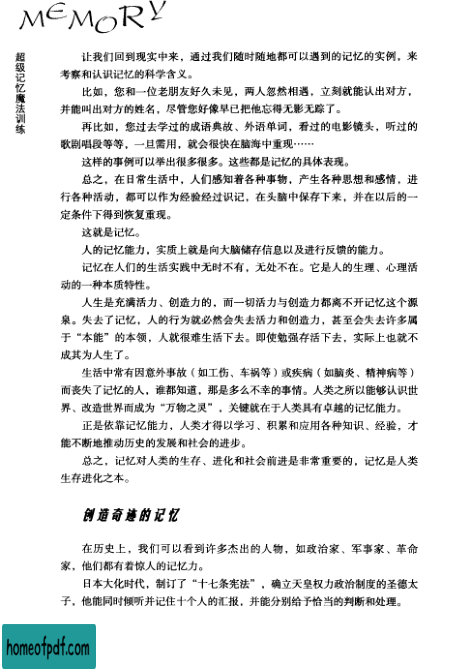 MEMORY
超级记忆魔法训练
让我们回到现实中来，通过我们随时随地都可以遇到的记忆的实例，来
考察和认识记忆的科学含义。
比如，您和一位老朋友好久未见，两人忽然相遇，立刻就能认出对方，
并能叫出对方的姓名，尽管您好像早已把他忘得无影无踪了。
再比如，您过去学过的成语典故、外语单词，看过的电影镜头，听过的
歌剧唱段等等，一旦需用，就会很快在脑海中重现……
这样的事例可以举出很多很多。这些都是记忆的具体表现。
总之，在日常生活中，人们感知着各种事物，产生各种思想和感情，进
行各种活动，都可以作为经验经过识记，在头脑中保存下来，并在以后的一
定条件下得到恢复重现。
这就是记忆。
人的记忆能力，实质上就是向大脑储存信息以及进行反馈的能力。
记忆在人们的生活实践中无时不有，无处不在。它是人的生理、心理活
动的一种本质特性。
人生是充满活力、创造力的，而一切活力与创造力都离不开记忆这个源
泉。失去了记忆，人的行为就必然会失去活力和创造力，甚至会失去许多属
于“本能”的本领，人就很难生活下去。即使勉强存活下去，实际上也就不
成其为人生了。
生活中常有因意外事故（如工伤、车祸等）或疾病（如脑炎、精神病等）
而丧失了记忆的人，谁都知道，那是多么不幸的事情。人类之所以能够认识世
界、改造世界而成为“万物之灵”，关键就在于人类具有卓越的记忆能力。
正是依靠记忆能力，人类才得以学习、积累和应用各种知识、经验，才
能不断地推动历史的发展和社会的进步。
总之，记忆对人类的生存、进化和社会前进是非常重要的，记忆是人类
生存进化之本。
创造奇迹的记忆
在历史上，我们可以看到许多杰出的人物，如政治家、军事家、革命
家，他们都有着惊人的记忆力。
日本大化时代，制订了“十七条宪法”，确立天皇权力政治制度的圣德太
子，他能同时倾听并记住十个人的汇报，并能分别给予恰当的判断和处理。
homeofpdf.com